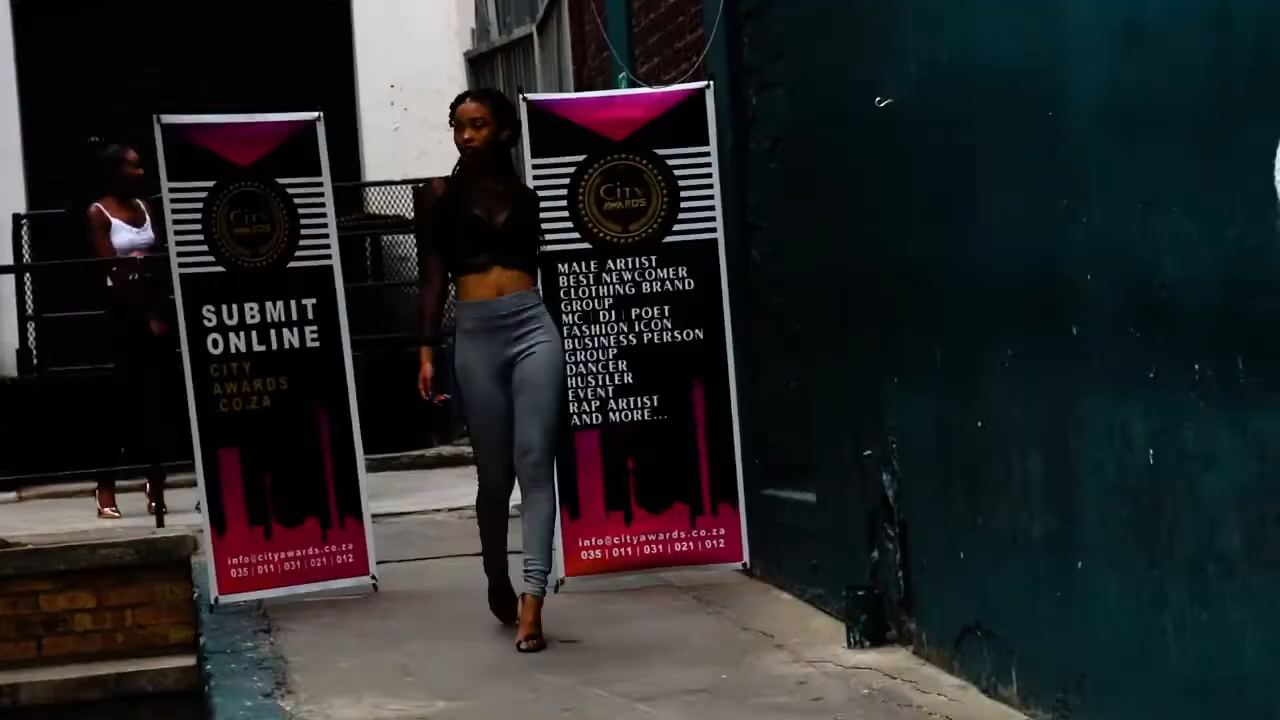 City
AWARDS
SUBMIT
ONLINE
CITY
AWARDS
.CO.ZA
info@cityawards.co.za
035 | 011 | 031 | 021 | 012
City
AWARDS
MALE ARTIST
BEST NEWCOMER
CLOTHING BRAND
GROUP
MC | DJ | POET
FASHION ICON
BUSINESS PERSON
GROUP
DANCER
HUSTLER
EVENT
RAP ARTIST
AND MORE...
info@cityawards.co.za
035 | 011 | 031 | 021 | 012